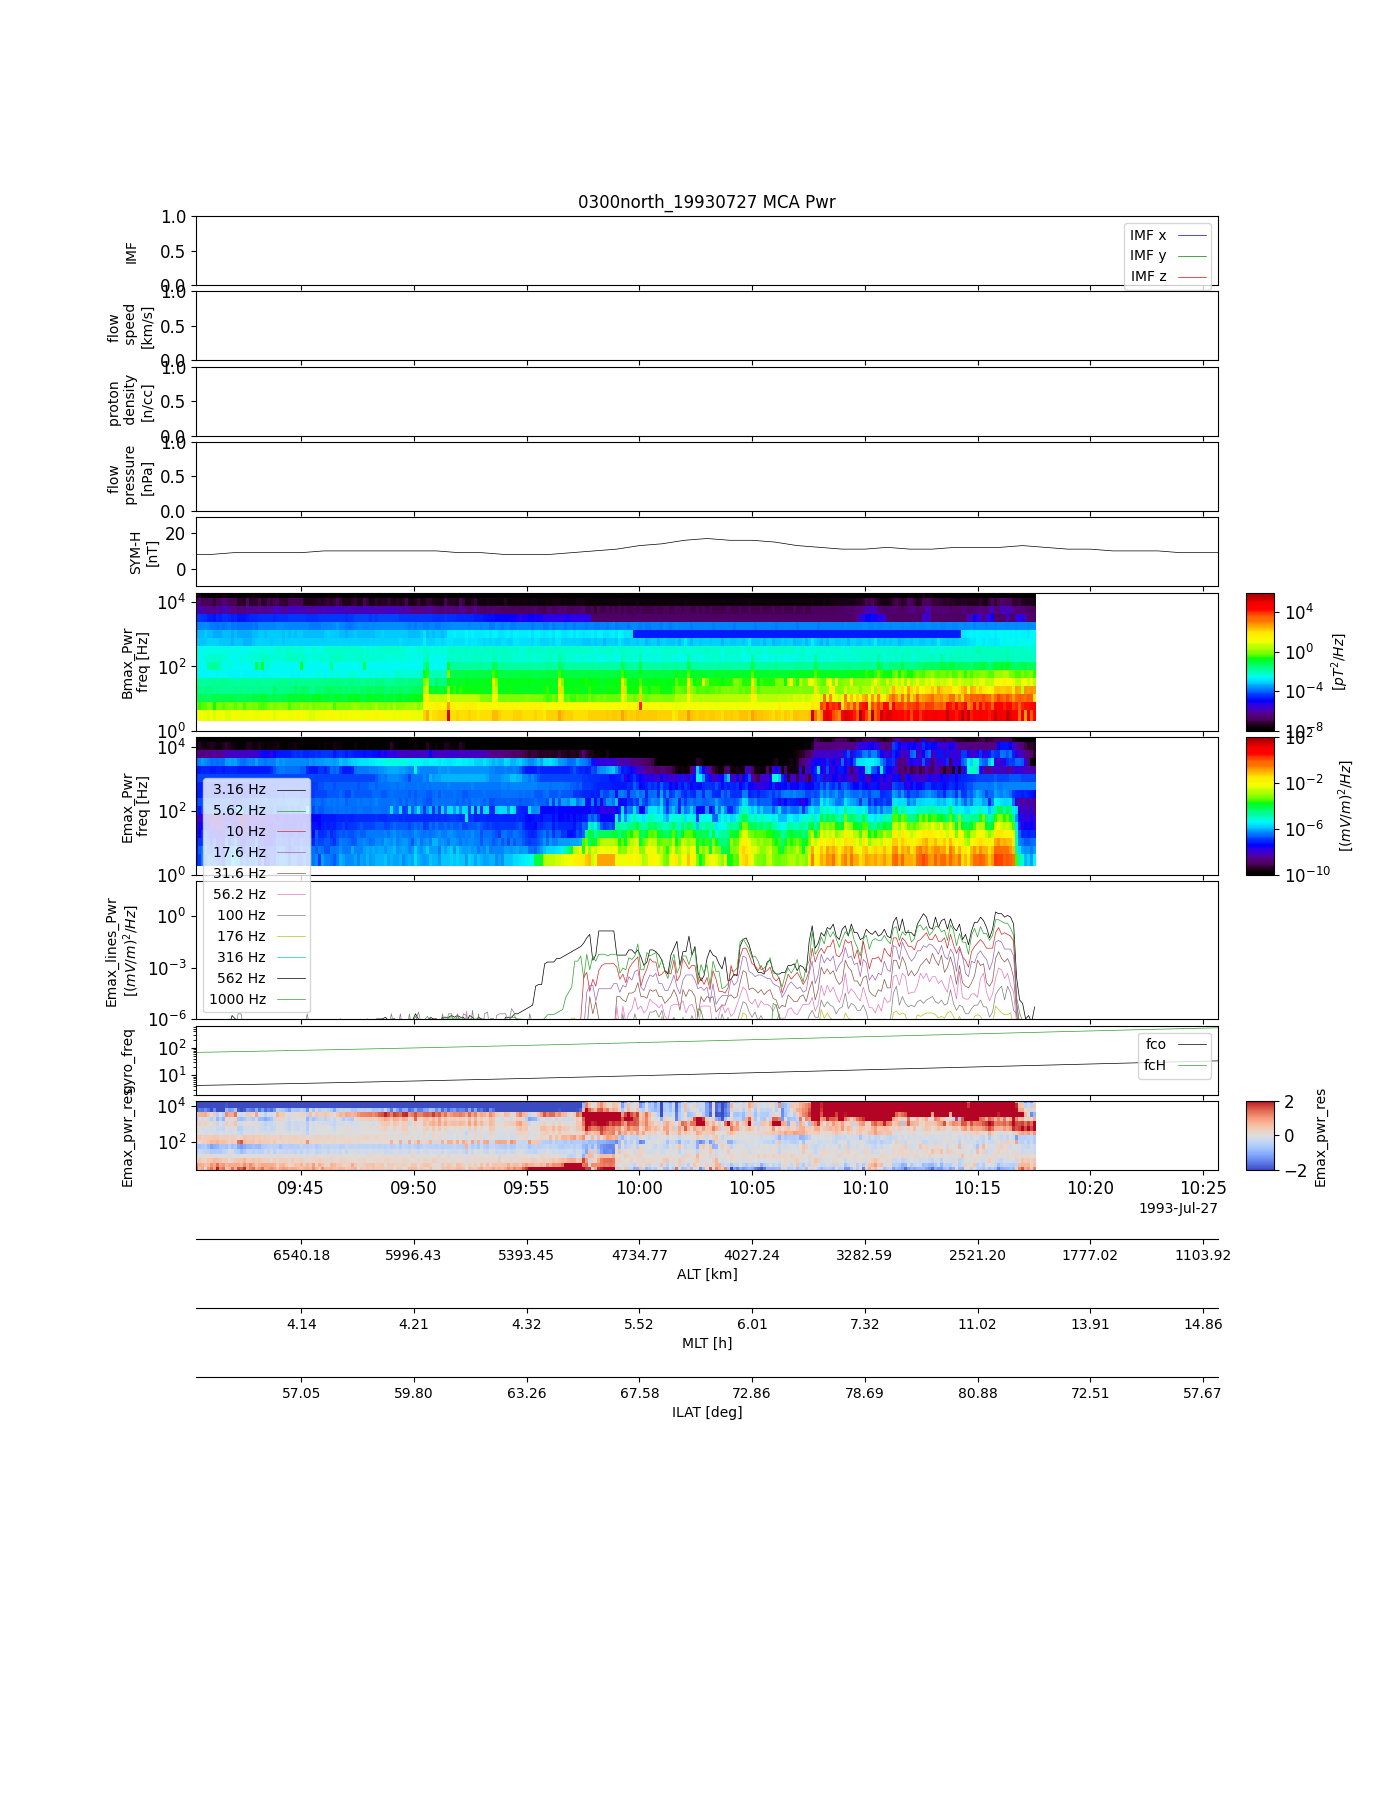 0300north_19930727 MCA Pwr
1.0
0.5
0.0
IMF
IMF x
IMF y
IMF z
1.0
0.5
0.0
flow
speed
[km/s]
1.0
0.5
0.0
proton
density
[n/cc]
1.0
0.5
0.0
flow
pressure
[nPa]
20
0
SYM-H
[nT]
10^4
10^2
10^0
Bmax_Pwr
freq [Hz]
10^4
10^0
10^-4
10^-8
[pT^2/Hz]
10^4
10^2
10^0
Emax_Pwr
freq [Hz]
10^2
10^-2
10^-6
10^-10
[(mV/m)^2/Hz]
3.16 Hz
5.62 Hz
10 Hz
17.6 Hz
31.6 Hz
56.2 Hz
100 Hz
176 Hz
316 Hz
562 Hz
1000 Hz
10^0
10^-3
10^-6
Emax_lines_Pwr
[(mV/m)^2/Hz]
10^2
10^1
gyro_freq
fco
fcH
10^4
10^2
Emax_pwr_res
2
0
−2
Emax_pwr_res
09:45 09:50 09:55 10:00 10:05 10:10 10:15 10:20 10:25
1993-Jul-27
6540.18 5996.43 5393.45 4734.77 4027.24 3282.59 2521.20 1777.02 1103.92
ALT [km]
4.14 4.21 4.32 5.52 6.01 7.32 11.02 13.91 14.86
MLT [h]
57.05 59.80 63.26 67.58 72.86 78.69 80.88 72.51 57.67
ILAT [deg]